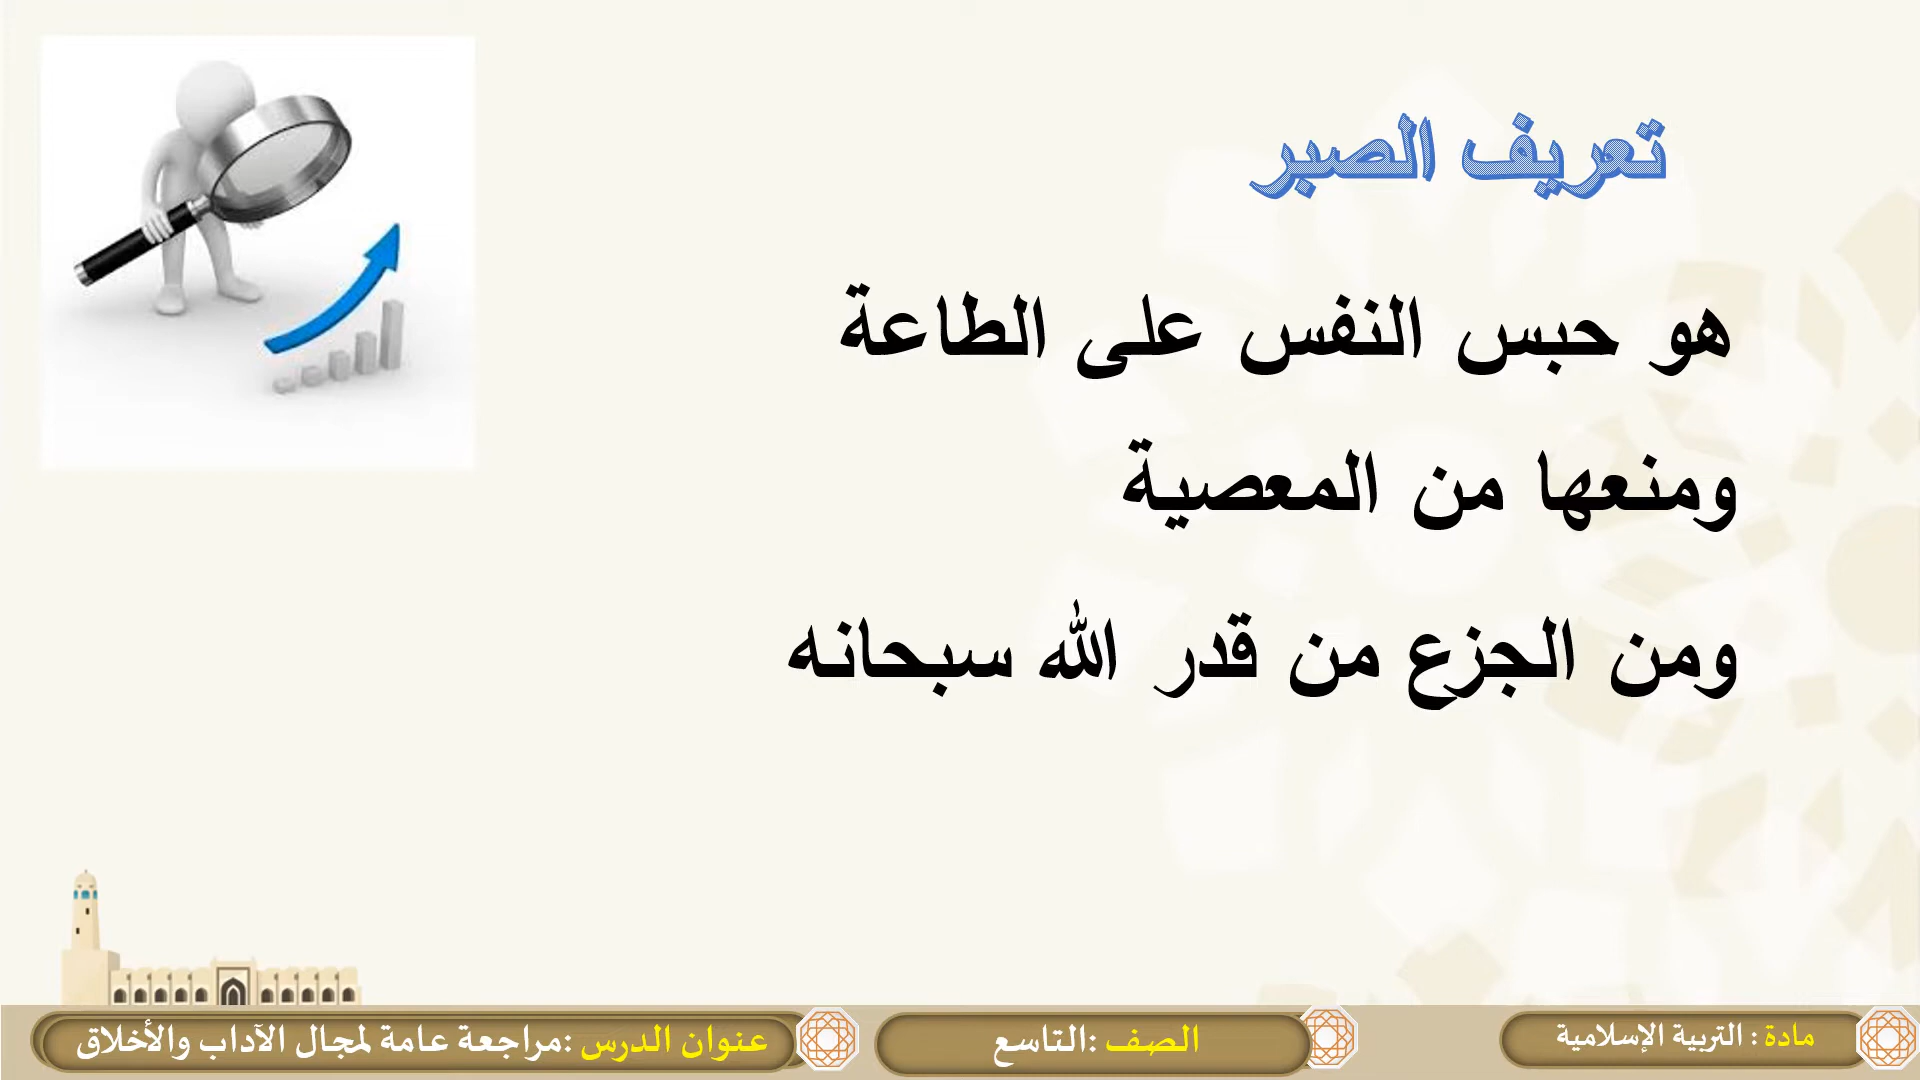 تعريف الصبر
هو حبس النفس على الطاعة
ومنعها من المعصية
ومن الجزع من قدر الله سبحانه
مادة : التربية الإسلامية
الصف :التاسع
عنوان الدرس :مراجعة عامة لمجال الآداب والأخلاق